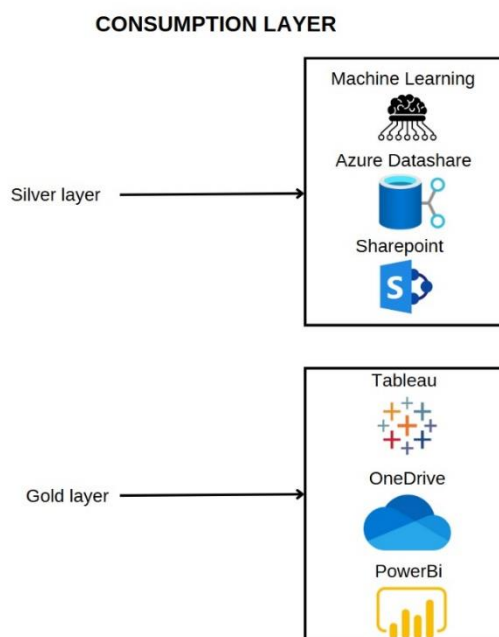 CONSUMPTION LAYER
Machine Learning
Azure Datashare
Silver layer
Sharepoint
S
Tableau
OneDrive
Gold layer
PowerBi